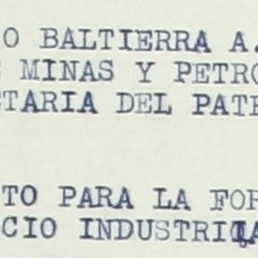 O BALTIERRA A.
MINAS Y PETRO
TARIA DEL PATR
TO PARA LA FOR
CIO INDUSTRIA